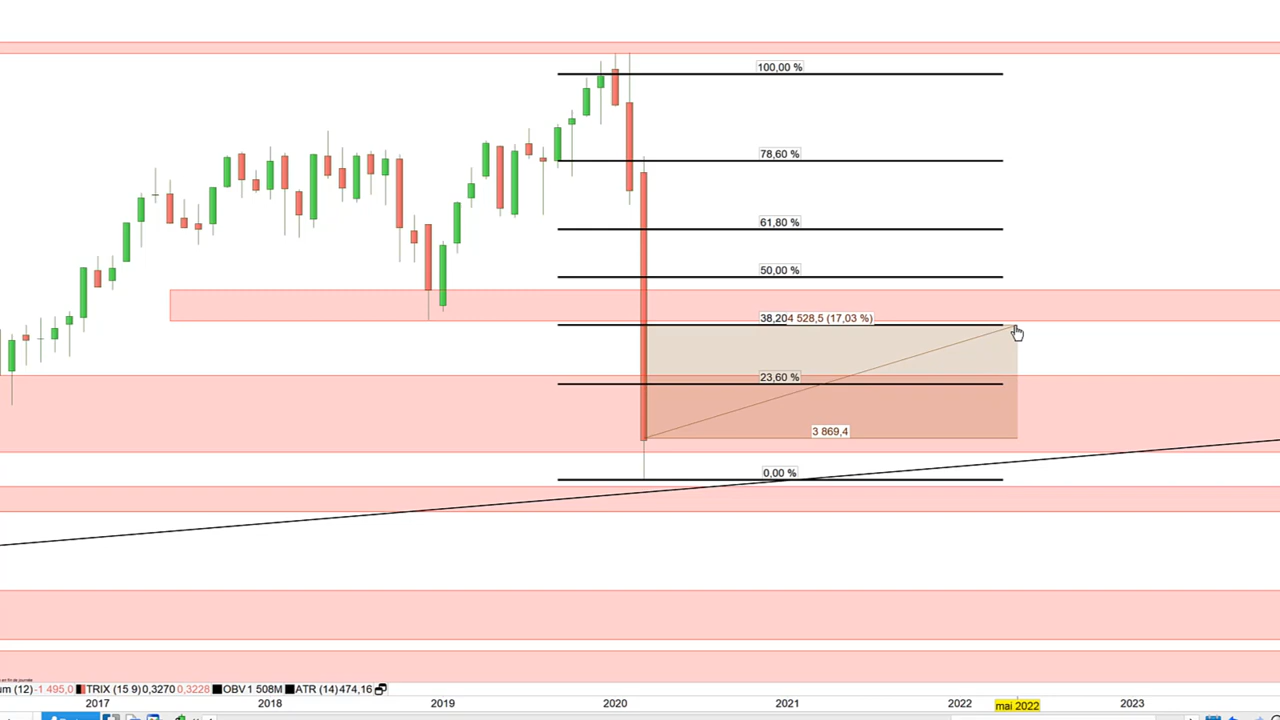 100,00 %
78,60 %
61,80 %
50,00 %
38,204 528,5 (17,03 %)
23,60 %
3 869,4
0,00 %
um (12) -1 495,0 TRIX (15 9) 0,3270 0,3228 OBV 1 508M ATR (14) 474,16
2017 2018 2019 2020 2021 2022 mai 2022 2023